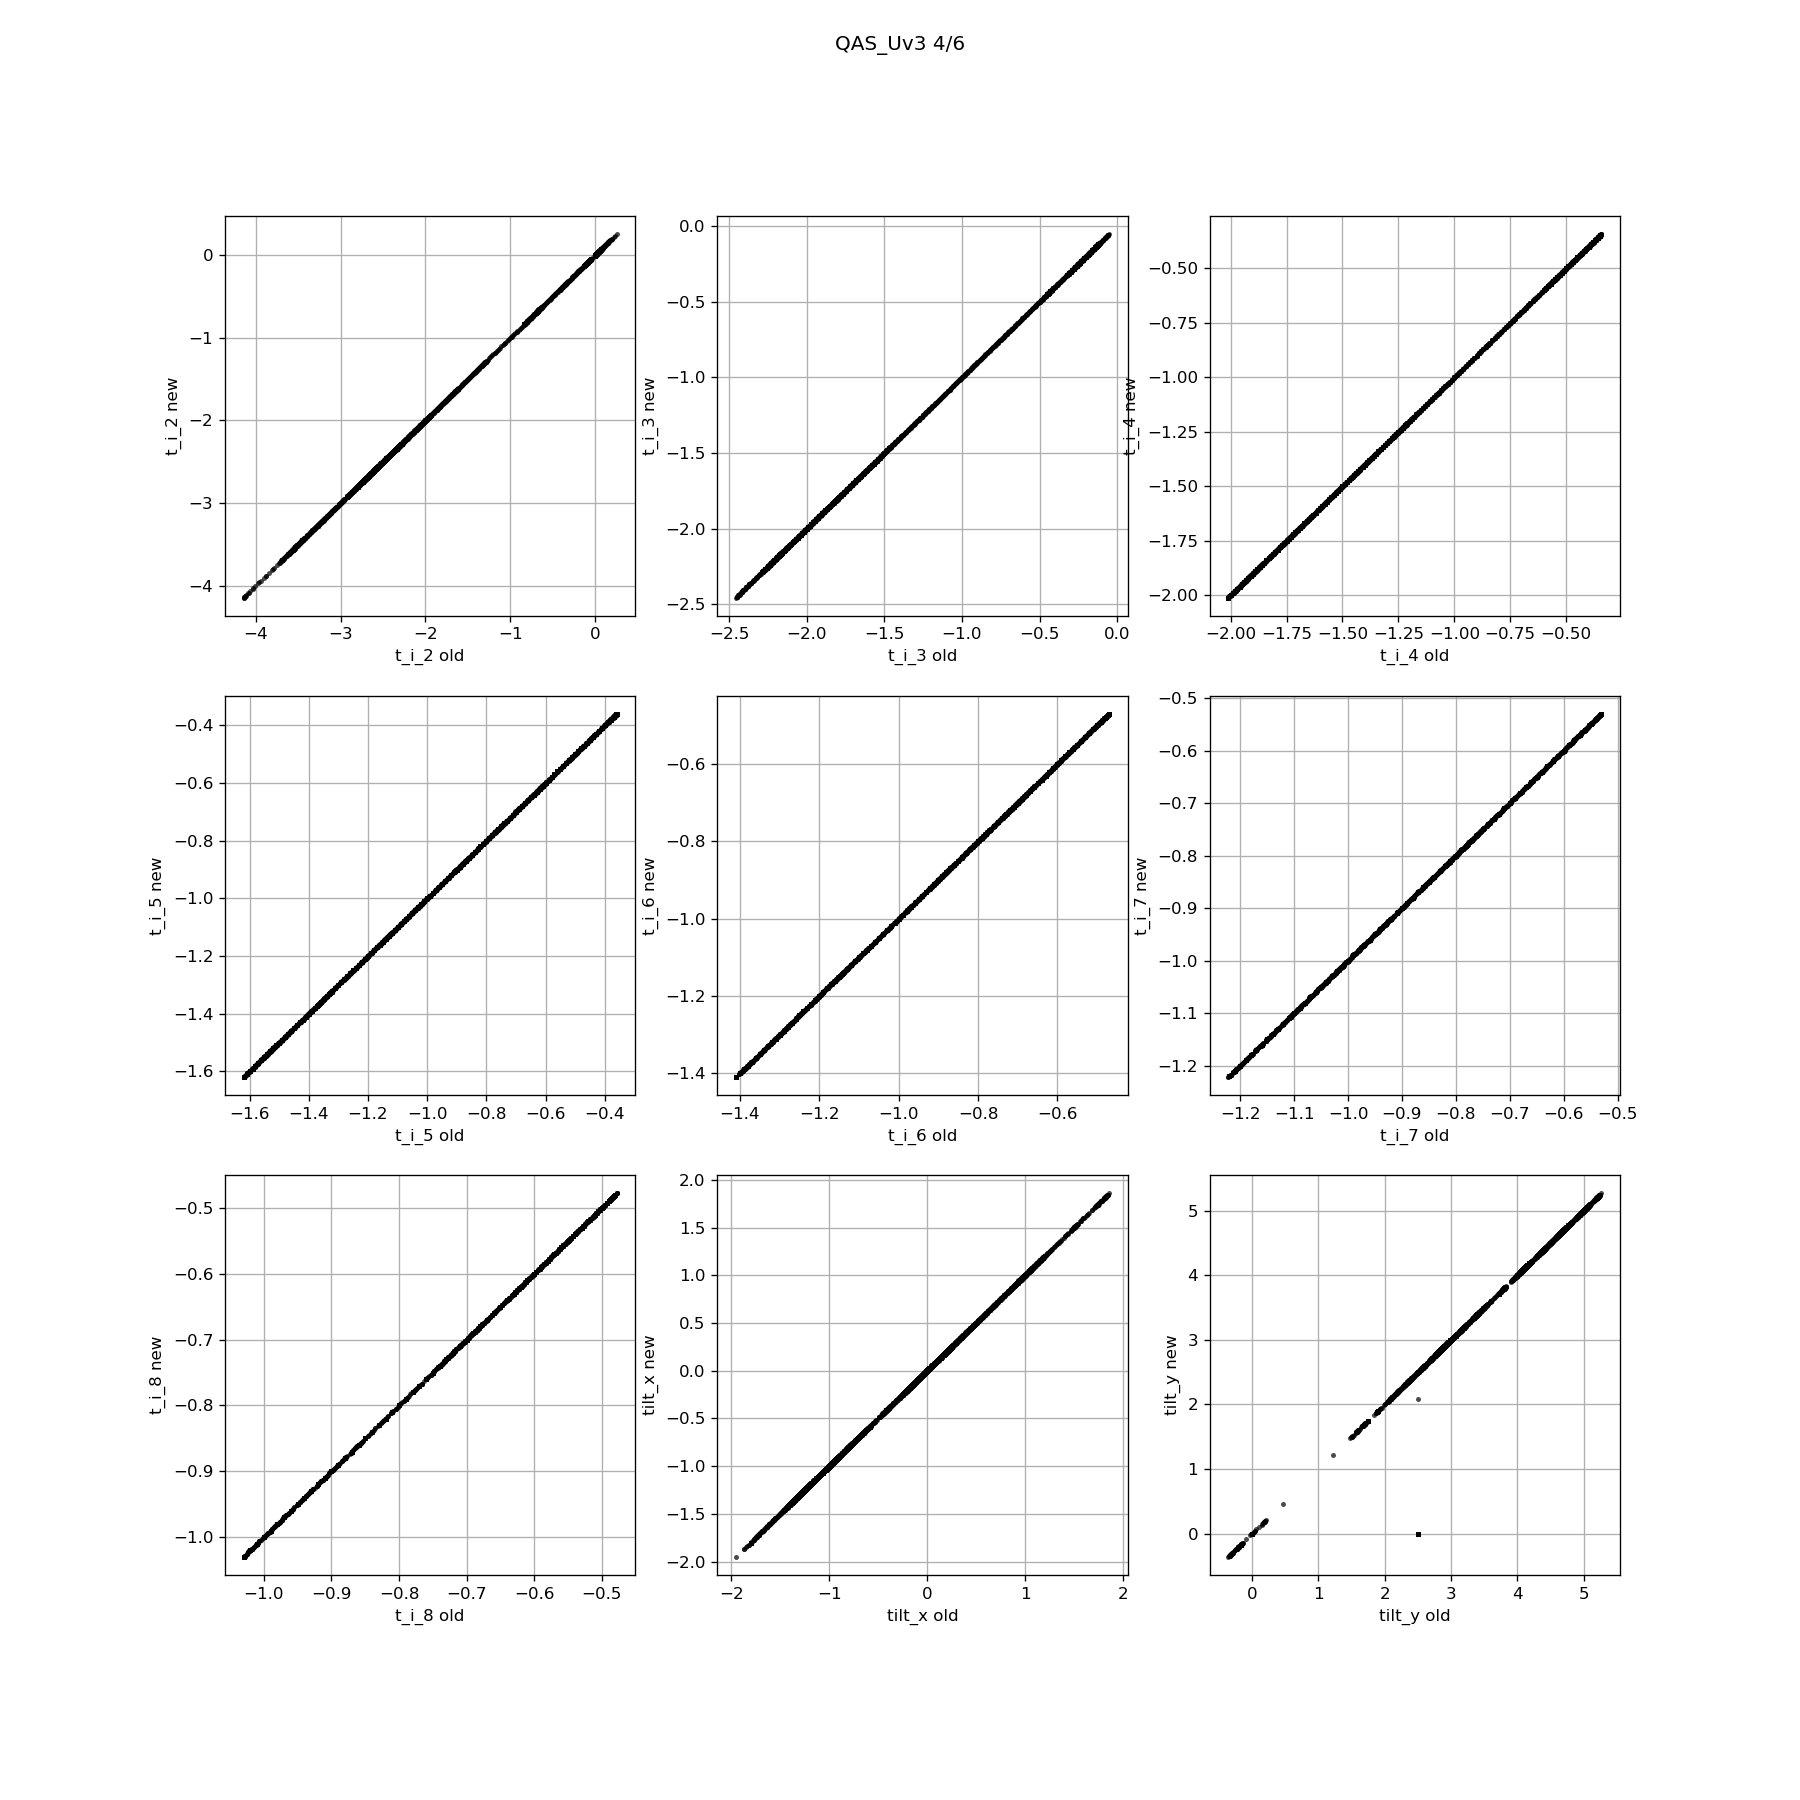 QAS_Uv3 4/6
t_i_2 new
0
−1
−2
−3
−4
−4 −3 −2 −1 0
t_i_2 old
t_i_3 new
0.0
−0.5
−1.0
−1.5
−2.0
−2.5
−2.5 −2.0 −1.5 −1.0 −0.5 0.0
t_i_3 old
t_i_4 new
−0.50
−0.75
−1.00
−1.25
−1.50
−1.75
−2.00
−2.00 −1.75 −1.50 −1.25 −1.00 −0.75 −0.50
t_i_4 old
t_i_5 new
−0.4
−0.6
−0.8
−1.0
−1.2
−1.4
−1.6
−1.6 −1.4 −1.2 −1.0 −0.8 −0.6 −0.4
t_i_5 old
t_i_6 new
−0.6
−0.8
−1.0
−1.2
−1.4
−1.4 −1.2 −1.0 −0.8 −0.6
t_i_6 old
t_i_7 new
−0.5
−0.6
−0.7
−0.8
−0.9
−1.0
−1.1
−1.2
−1.2 −1.1 −1.0 −0.9 −0.8 −0.7 −0.6 −0.5
t_i_7 old
t_i_8 new
−0.5
−0.6
−0.7
−0.8
−0.9
−1.0
−1.0 −0.9 −0.8 −0.7 −0.6 −0.5
t_i_8 old
tilt_x new
2.0
1.5
1.0
0.5
0.0
−0.5
−1.0
−1.5
−2.0
−2 −1 0 1 2
tilt_x old
tilt_y new
5
4
3
2
1
0
0 1 2 3 4 5
tilt_y old